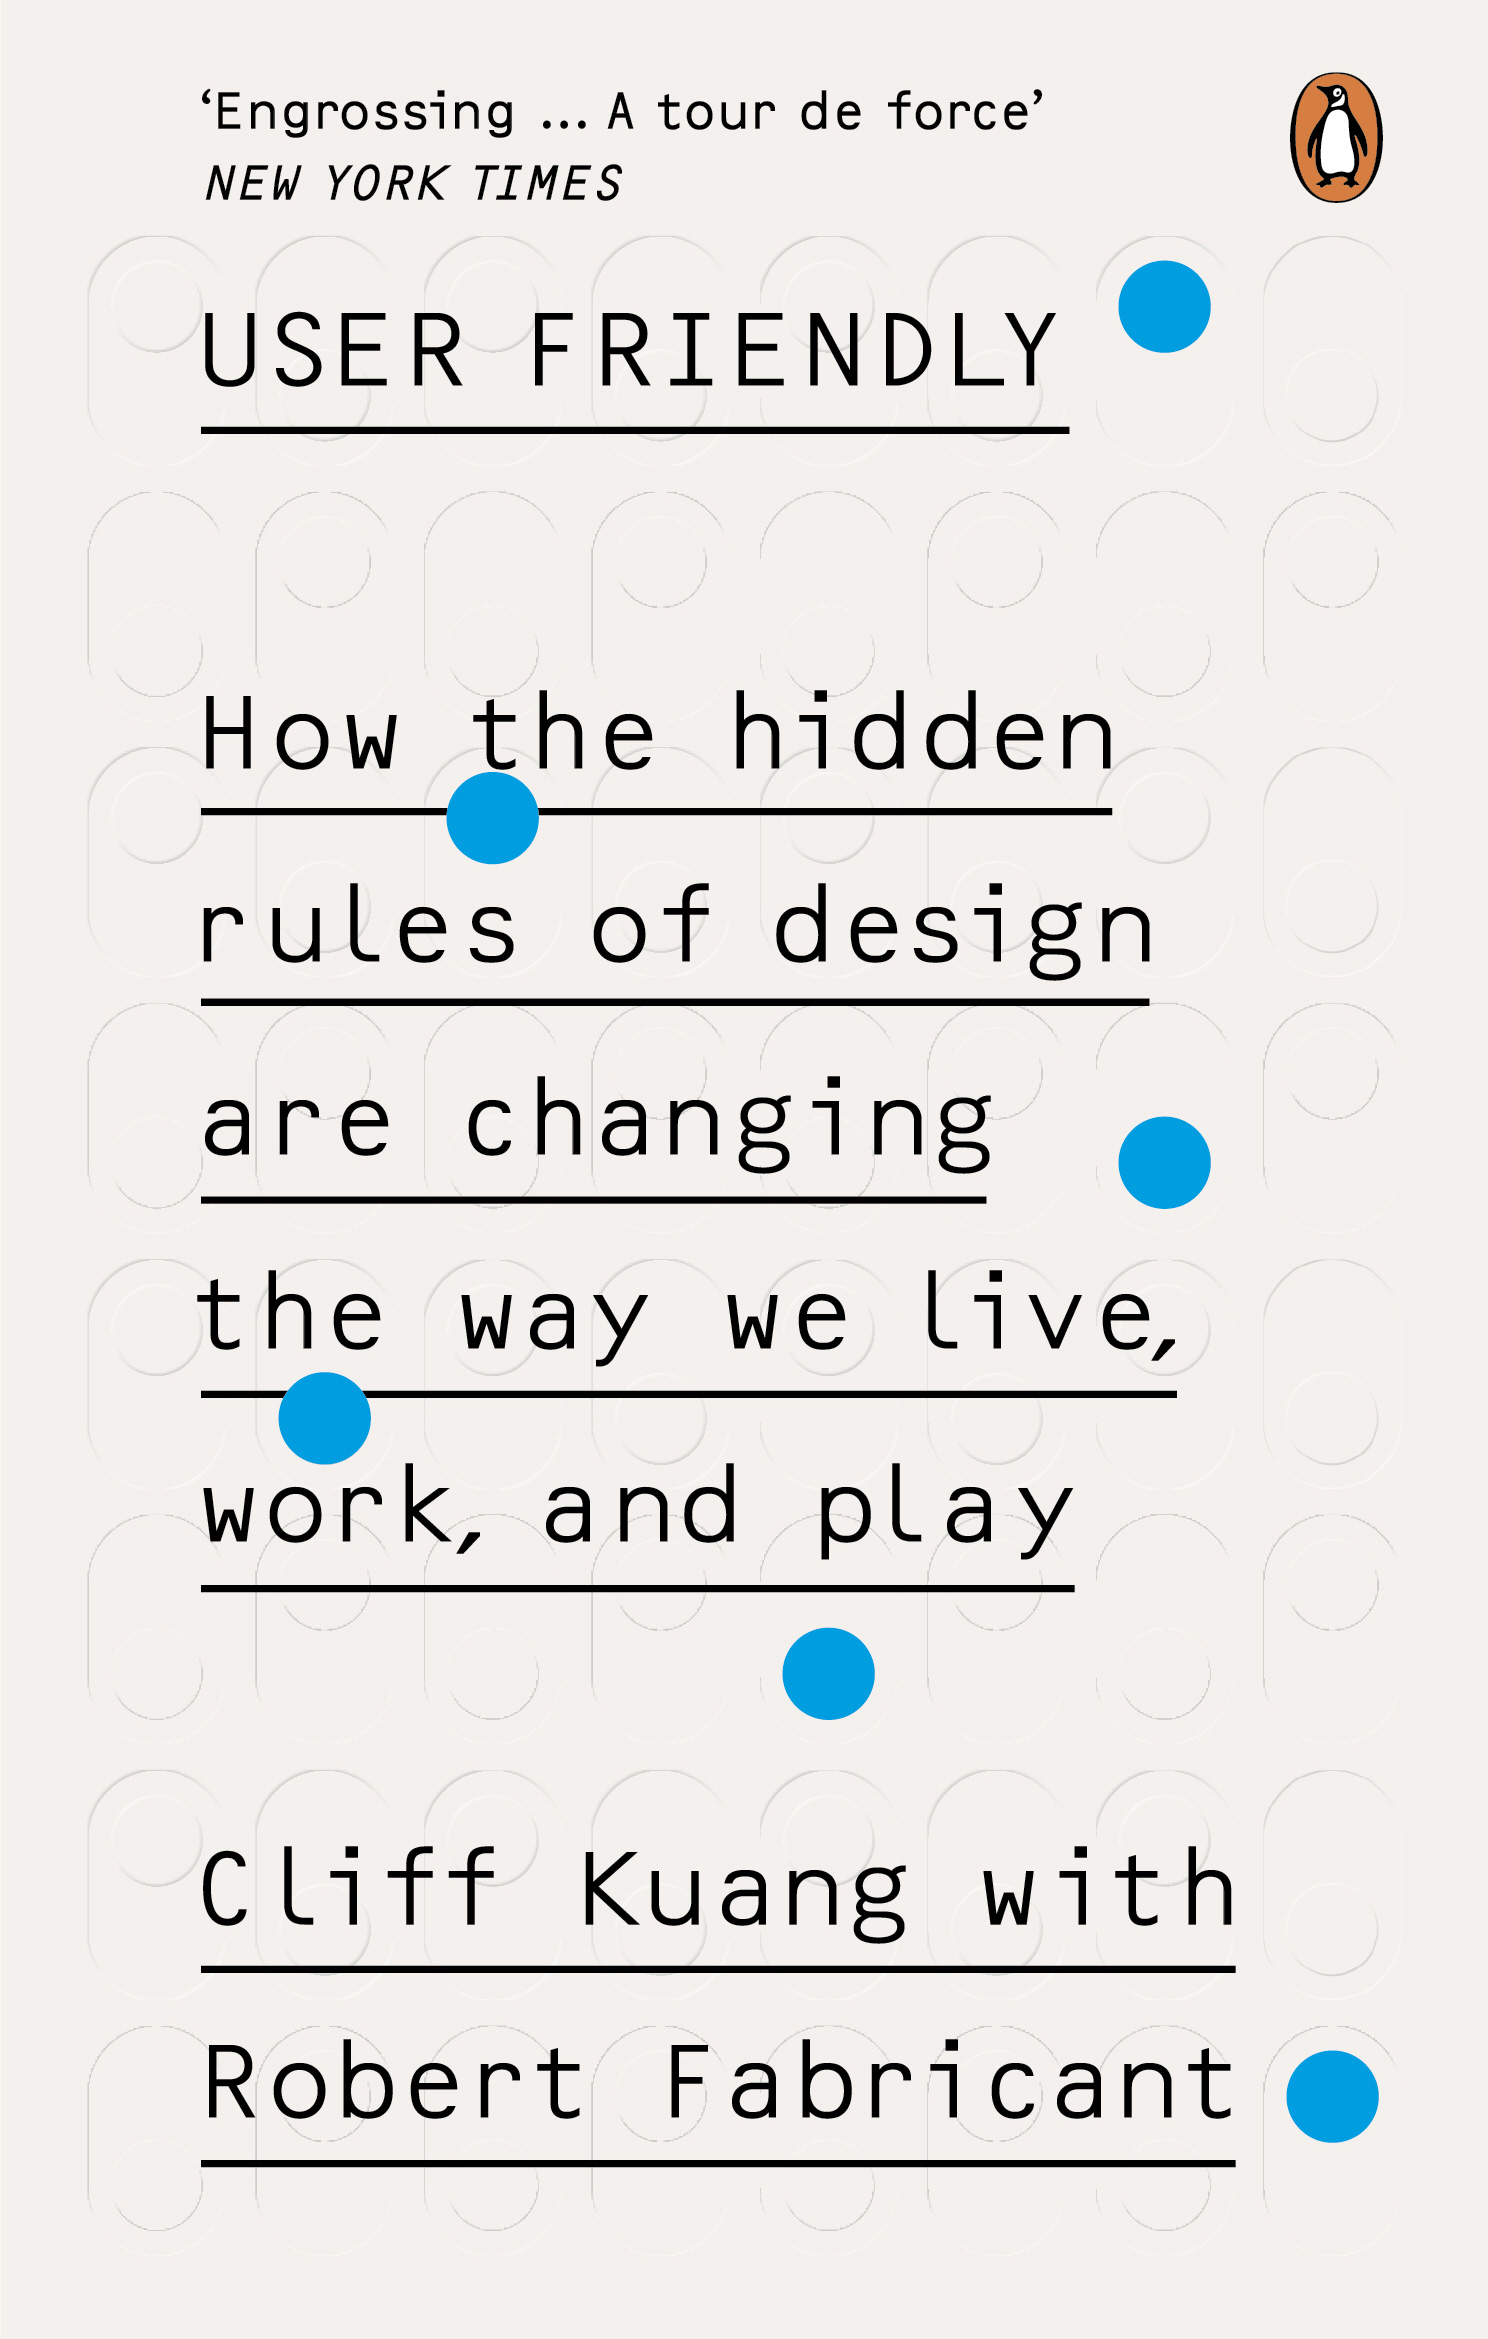 ‘Engrossing ... A tour de force’
NEW YORK TIMES
USER FRIENDLY
How the hidden
rules of design
are changing
the way we live,
work, and play
Cliff Kuang with
Robert Fabricant